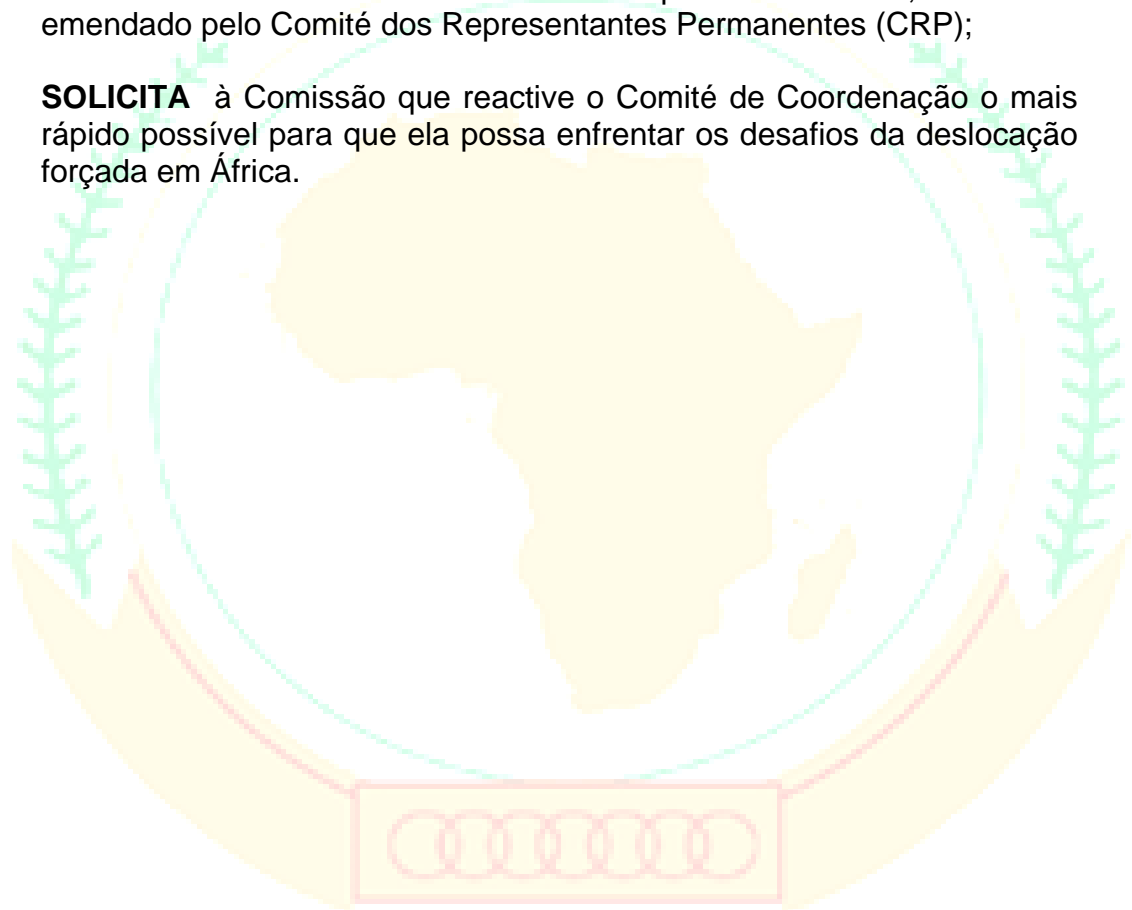 emendado pelo Comité dos Representantes Permanentes (CRP);
SOLICITA à Comissão que reactive o Comité de Coordenação o mais
rápido possível para que ela possa enfrentar os desafios da deslocação
forçada em África.